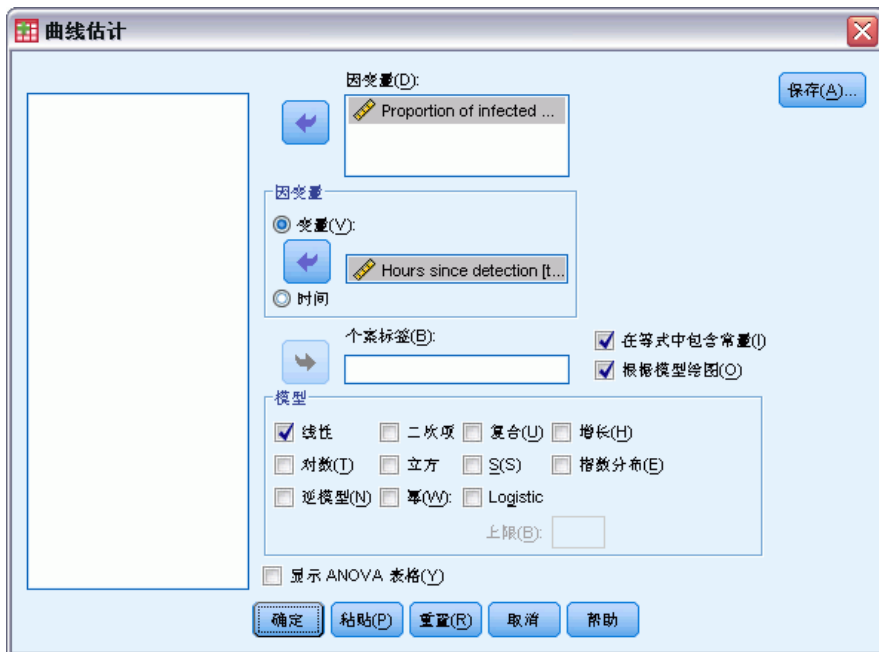 曲线估计
因变量(D):
保存(A)...
Proportion of infected ...
因变量
变量(V):
Hours since detection [t...
时间
个案标签(B):
在等式中包含常量(I)
根据模型绘图(O)
模型
线性 二次项 复合(U) 增长(H)
对数(T) 立方 S(S) 指数分布(E)
逆模型(N) 幂(W): Logistic
上限(B):
显示 ANOVA 表格(Y)
确定 粘贴(P) 重置(R) 取消 帮助